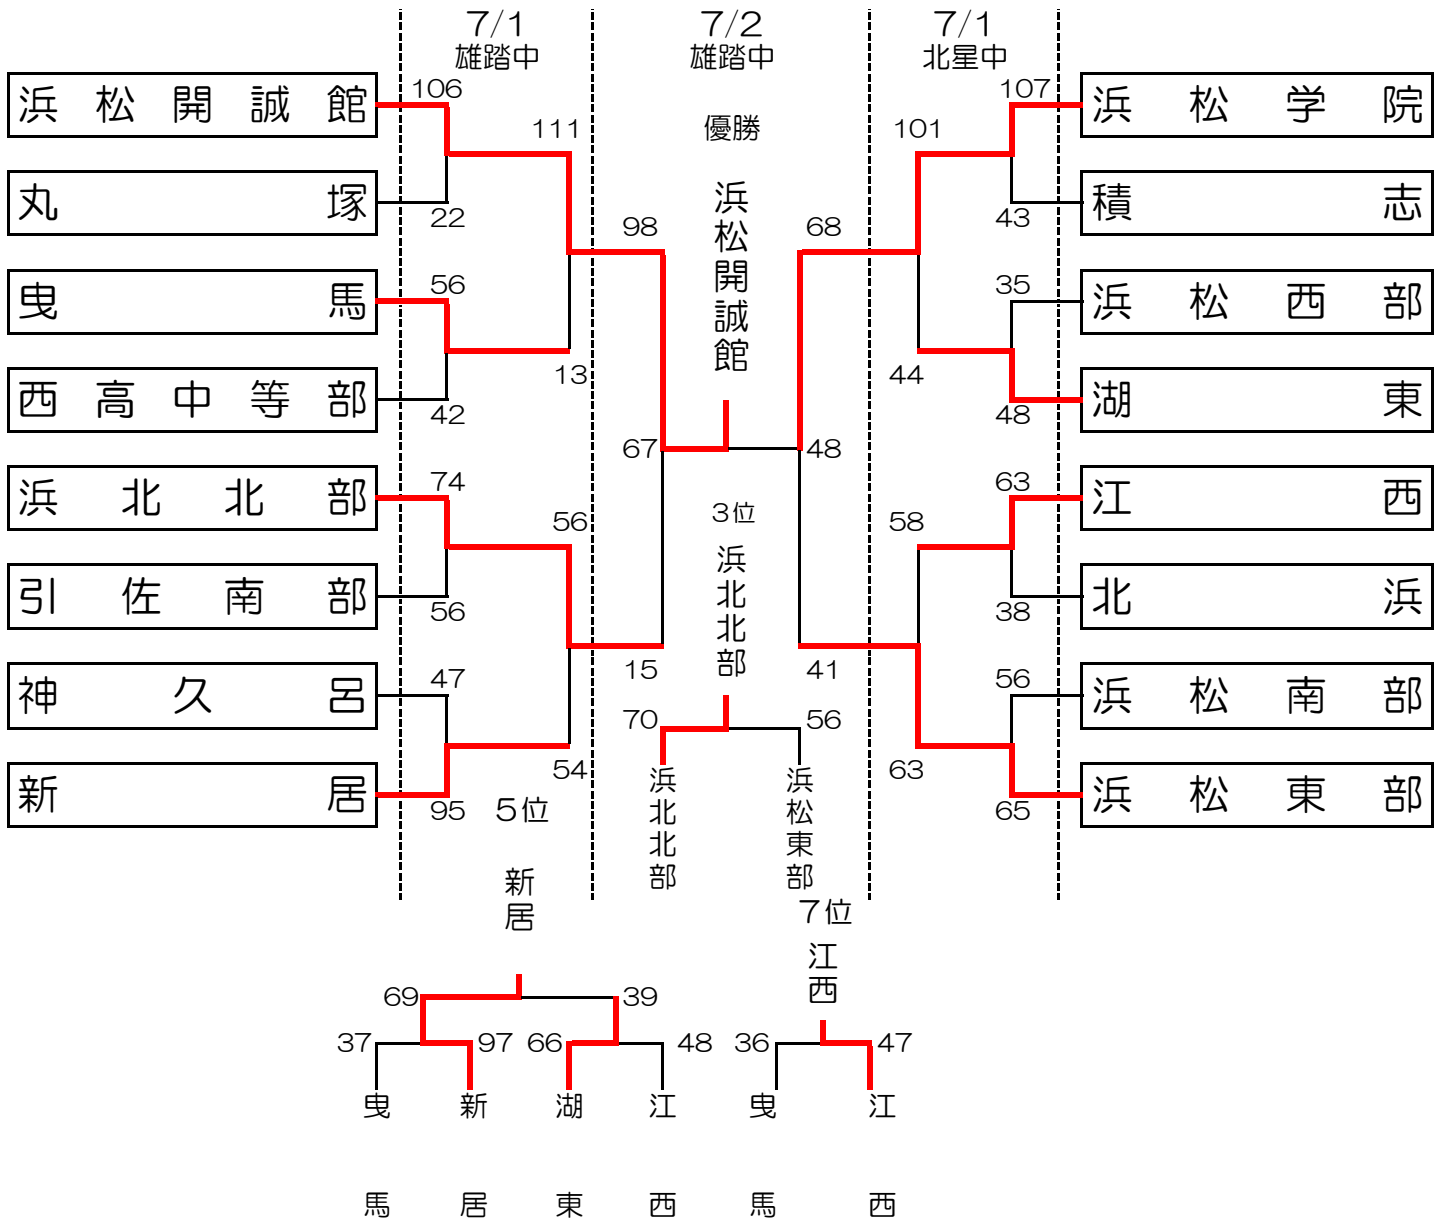 7/1
雄踏中
7/2
雄踏中
7/1
北星中
浜松開誠館
106
107
浜松学院
111
優勝
101
丸塚
22
98
浜松開誠館
68
43
積志
曳馬
56
35
浜松西部
13
44
西高中等部
42
48
湖東
67
48
浜北北部
74
63
江西
56
3位
58
浜北北部
引佐南部
56
38
北浜
15
41
神久呂
47
56
浜松南部
70
56
54
63
新居
95
65
浜松東部
5位
浜北北部
浜松東部
新居
7位
江西
69
39
37
97
66
48
36
47
曳馬
新居
湖東
江西
曳馬
江西